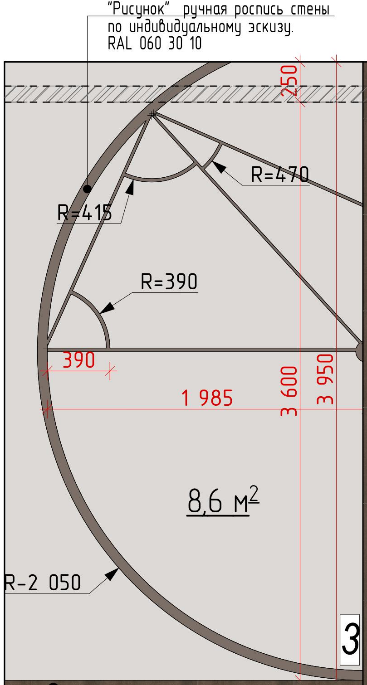 "Рисунок" ручная роспись стены
по индивидуальному эскизу.
RAL 060 30 10
250
R=470
R=415
R=390
390
1 985
3 600
3 950
8,6 м²
R-2 050
3